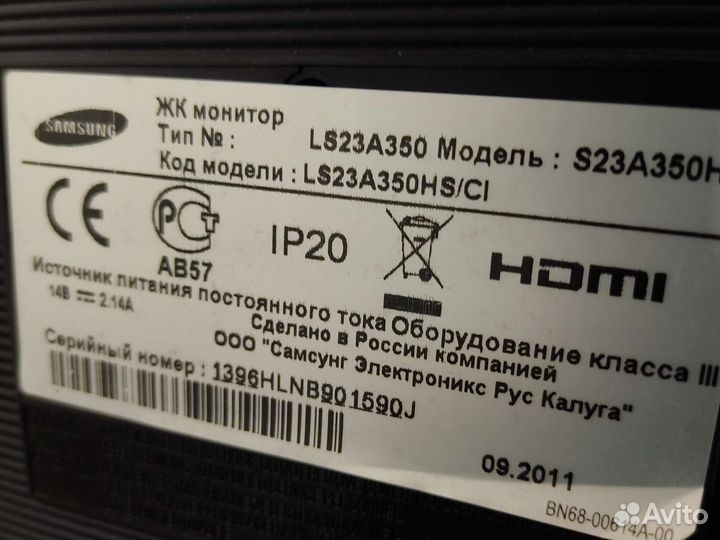 SAMSUNG
ЖК монитор
Тип № : LS23A350 Модель : S23A350H
Код модели : LS23A350HS/CI
CE
РСТ
АВ57
IP20
HDMI
Источник питания постоянного тока Оборудование класса III
14В 2.14А
Сделано в России компанией
ООО "Самсунг Электроникс Рус Калуга"
Серийный номер : 1396HLNB901590J
09.2011
BN68-00614A-00
Avito